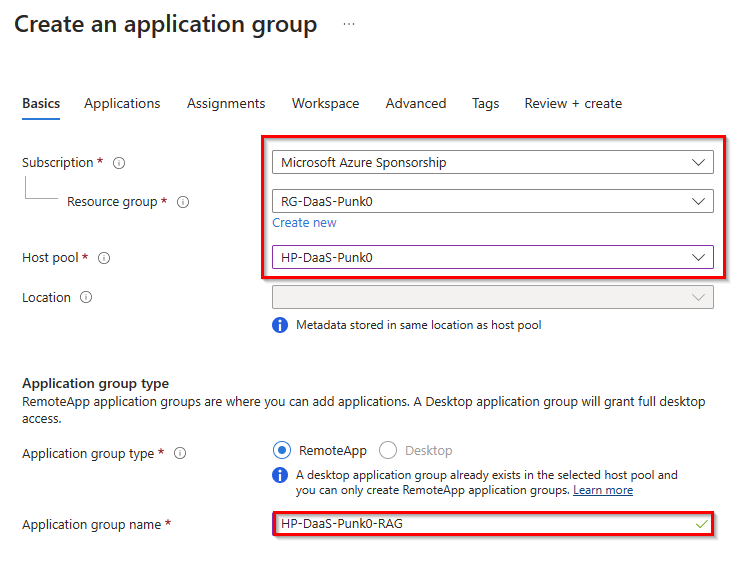 Create an application group ...
Basics Applications Assignments Workspace Advanced Tags Review + create
Subscription * Microsoft Azure Sponsorship
Resource group * RG-DaaS-Punk0
Create new
Host pool * HP-DaaS-Punk0
Location
Metadata stored in same location as host pool
Application group type
RemoteApp application groups are where you can add applications. A Desktop application group will grant full desktop
access.
Application group type * RemoteApp Desktop
A desktop application group already exists in the selected host pool and
you can only create RemoteApp application groups. Learn more
Application group name * HP-DaaS-Punk0-RAG